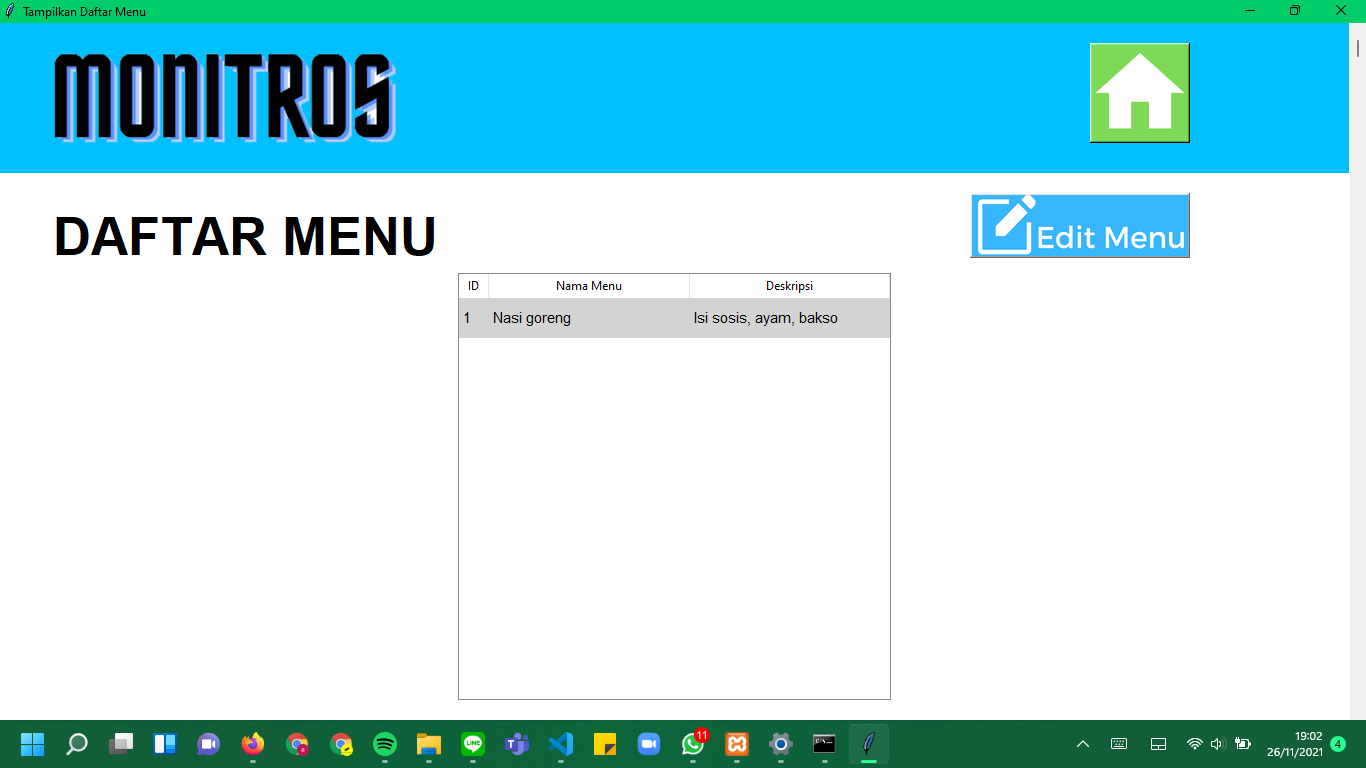 Tampilkan Daftar Menu
MONITROS
DAFTAR MENU
Edit Menu
ID Nama Menu Deskripsi
1 Nasi goreng Isi sosis, ayam, bakso
LINE
11
19:02
26/11/2021
4